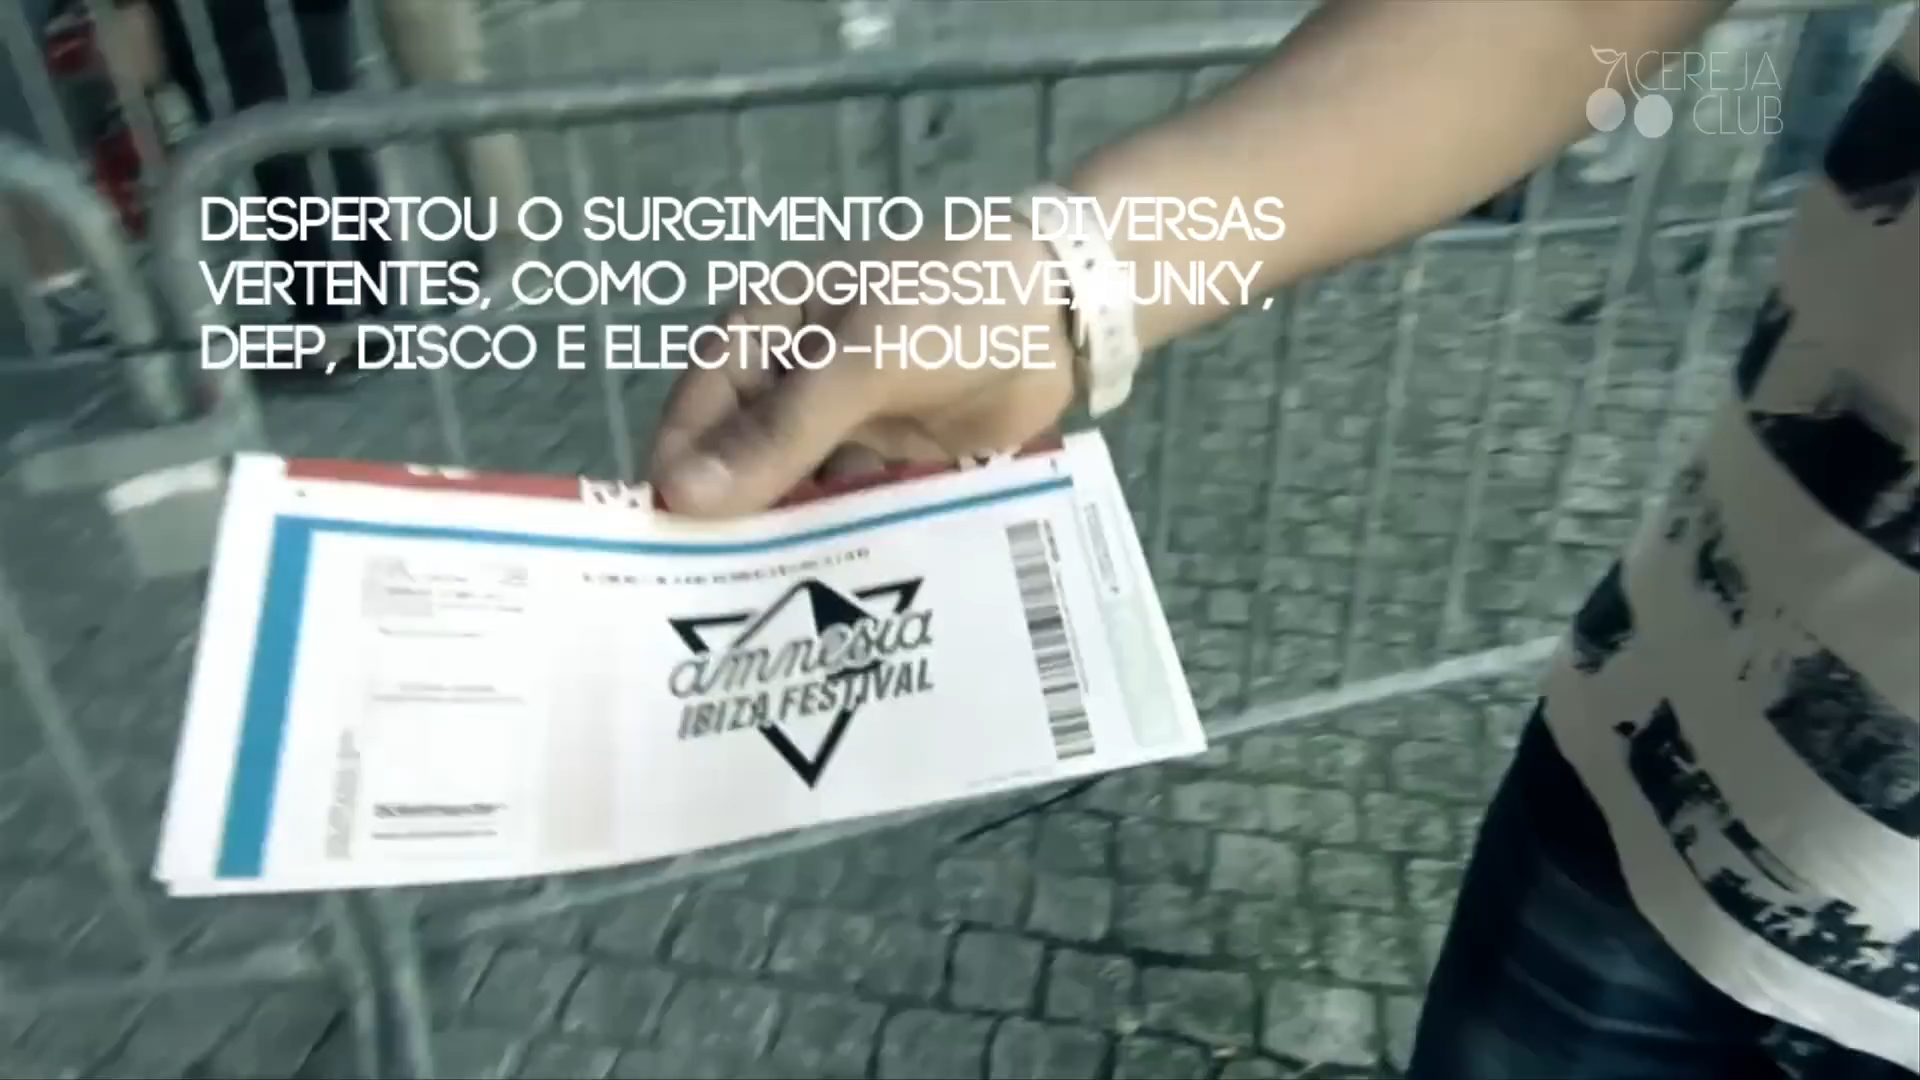 CEREJA
CLUB
DESPERTOU O SURGIMENTO DE DIVERSAS
VERTENTES, COMO PROGRESSIVE, FUNKY,
DEEP, DISCO E ELECTRO-HOUSE.
amnesia
IBIZA FESTIVAL